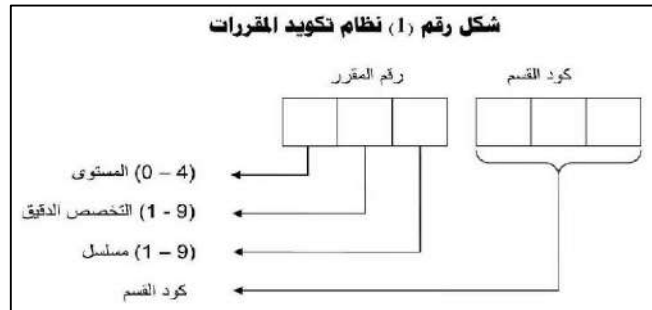 شكل رقم (1) نظام تكويد المقررات
كود القسم
رقم المقرر
(0 – 4) المستوى
(1 - 9) التخصص الدقيق
(1 – 9) مسلسل
كود القسم